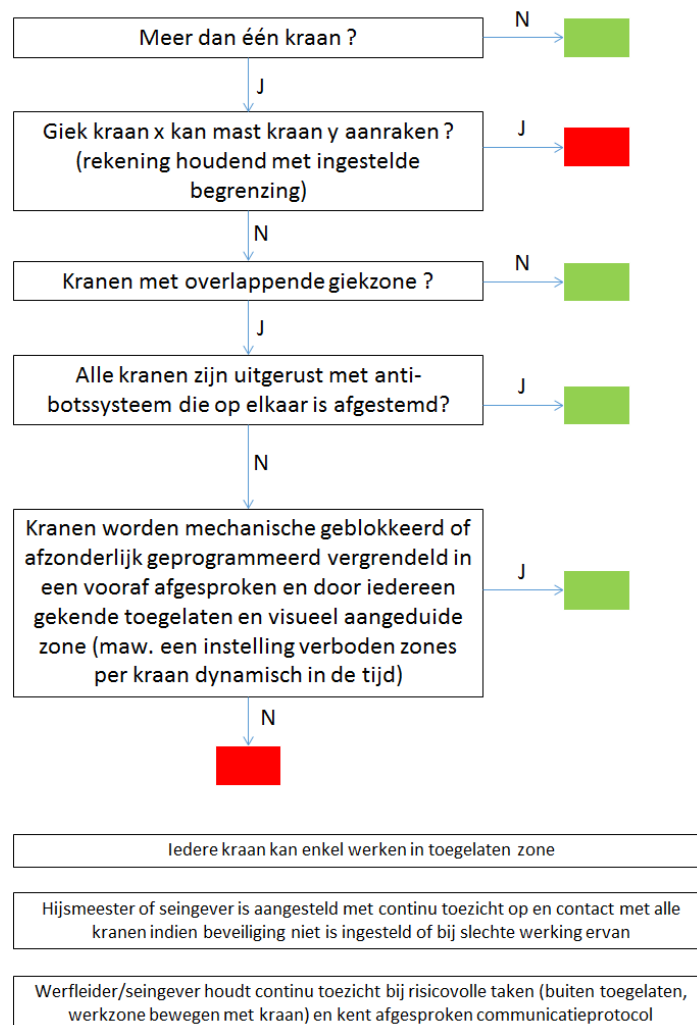 Meer dan één kraan ?
N
J
Giek kraan x kan mast kraan y aanraken ?
(rekening houdend met ingestelde
begrenzing)
J
N
Kranen met overlappende giekzone ?
N
J
Alle kranen zijn uitgerust met anti-
botssysteem die op elkaar is afgestemd?
J
N
Kranen worden mechanische geblokkeerd of
afzonderlijk geprogrammeerd vergrendeld in
een vooraf afgesproken en door iedereen
gekende toegelaten en visueel aangeduide
zone (maw. een instelling verboden zones
per kraan dynamisch in de tijd)
J
N
Iedere kraan kan enkel werken in toegelaten zone
Hijsmeester of seingever is aangesteld met continu toezicht op en contact met alle
kranen indien beveiliging niet is ingesteld of bij slechte werking ervan
Werfleider/seingever houdt continu toezicht bij risicovolle taken (buiten toegelaten,
werkzone bewegen met kraan) en kent afgesproken communicatieprotocol